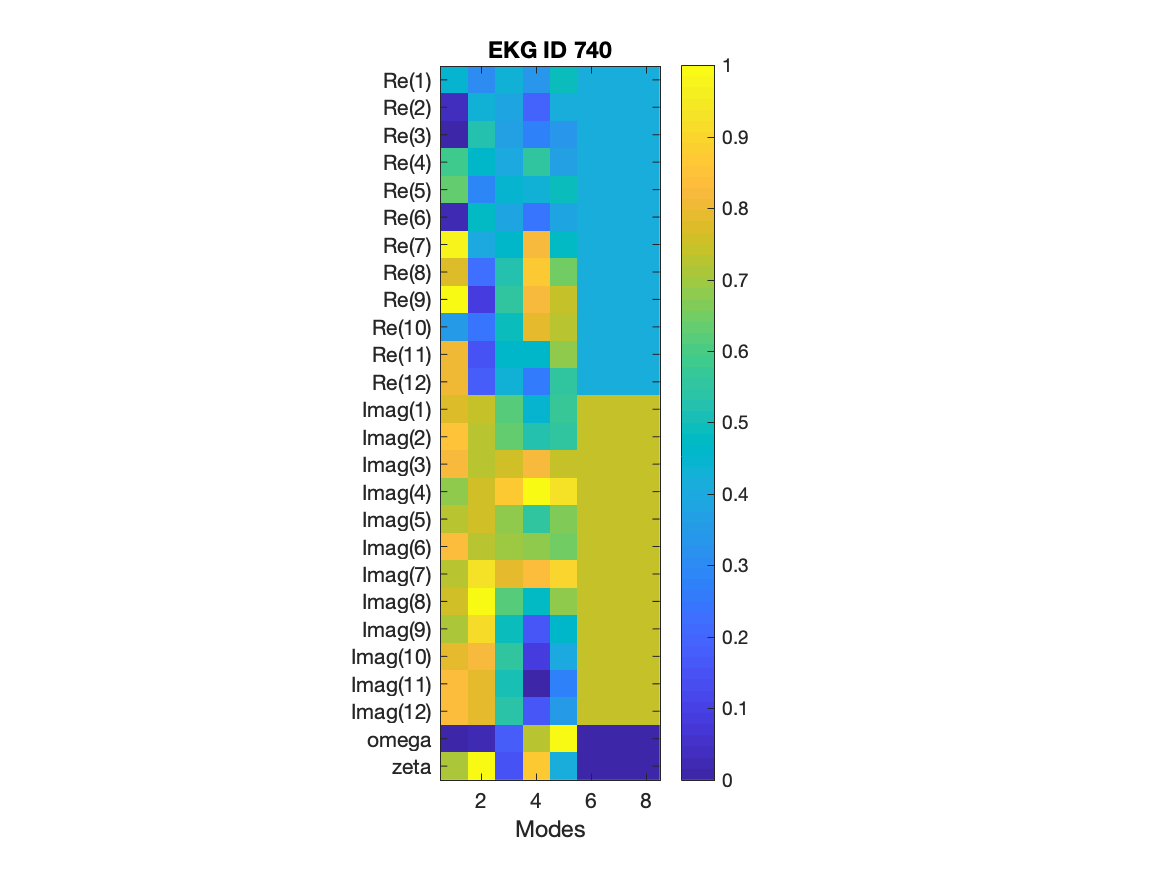 EKG ID 740
Re(1)
Re(2)
Re(3)
Re(4)
Re(5)
Re(6)
Re(7)
Re(8)
Re(9)
Re(10)
Re(11)
Re(12)
Imag(1)
Imag(2)
Imag(3)
Imag(4)
Imag(5)
Imag(6)
Imag(7)
Imag(8)
Imag(9)
Imag(10)
Imag(11)
Imag(12)
omega
zeta
2 4 6 8
Modes
1
0.9
0.8
0.7
0.6
0.5
0.4
0.3
0.2
0.1
0